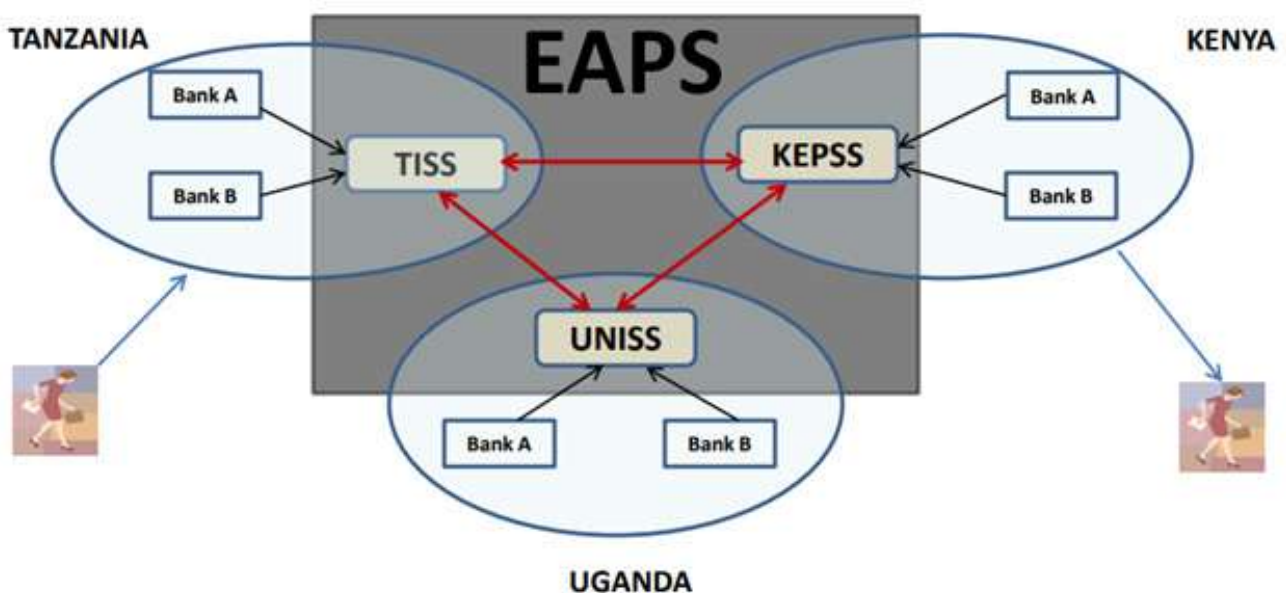 EAPS
TANZANIA
KENYA
Bank A
Bank B
TISS
KEPSS
Bank A
Bank B
UNISS
Bank A
Bank B
UGANDA